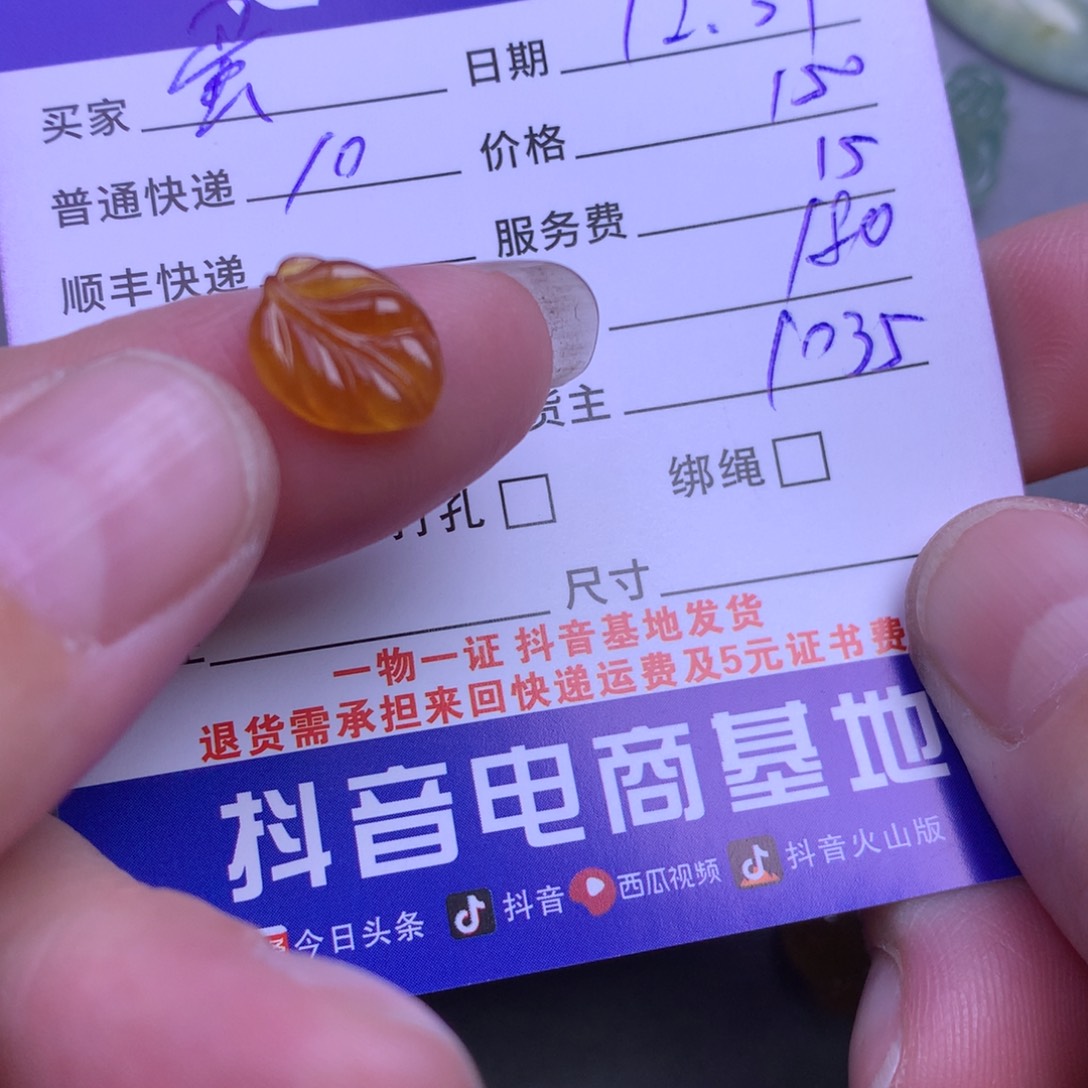 买家 蛋 日期 12.31
普通快递 10 价格 150
顺丰快递 服务费 15
180
货主 1035
打孔 □ 绑绳 □
尺寸
一物一证 抖音基地发货
退货需承担来回快递运费及5元证书费
抖音电商基地
今日头条 抖音 西瓜视频 抖音火山版